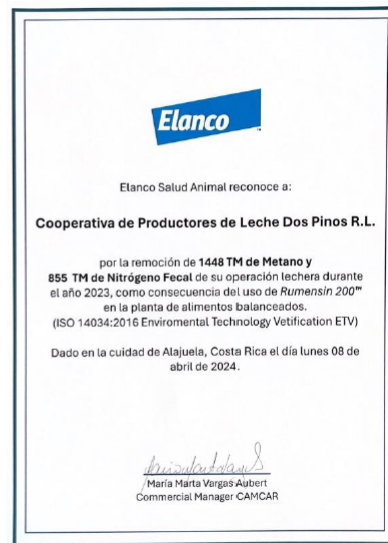 Elanco
Elanco Salud Animal reconoce a:
Cooperativa de Productores de Leche Dos Pinos R.L.
por la remoción de 1448 TM de Metano y
855 TM de Nitrógeno Fecal de su operación lechera durante
el año 2023, como consecuencia del uso de Rumensin 200™
en la planta de alimentos balanceados.
(ISO 14034:2016 Enviromental Technology Vetification ETV)
Dado en la cuidad de Alajuela, Costa Rica el día lunes 08 de
abril de 2024.
María Marta Vargas Aubert
Commercial Manager CAMCAR